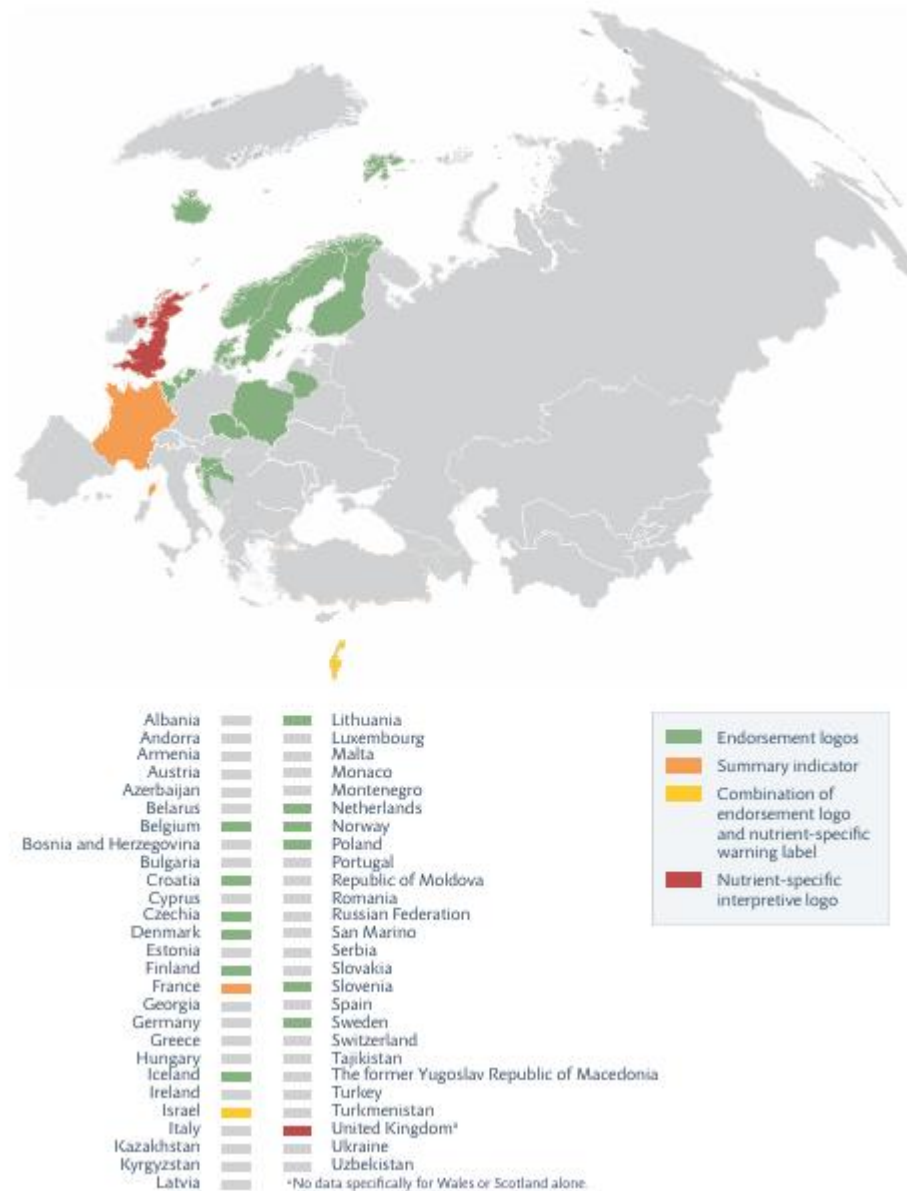 Albania
Andorra
Armenia
Austria
Azerbaijan
Belarus
Belgium
Bosnia and Herzegovina
Bulgaria
Croatia
Cyprus
Czechia
Denmark
Estonia
Finland
France
Georgia
Germany
Greece
Hungary
Iceland
Ireland
Israel
Italy
Kazakhstan
Kyrgyzstan
Latvia
Lithuania
Luxembourg
Malta
Monaco
Montenegro
Netherlands
Norway
Poland
Portugal
Republic of Moldova
Romania
Russian Federation
San Marino
Serbia
Slovakia
Slovenia
Spain
Sweden
Switzerland
Tajikistan
The former Yugoslav Republic of Macedonia
Turkey
Turkmenistan
United Kingdomᵃ
Ukraine
Uzbekistan
ᵃNo data specifically for Wales or Scotland alone.
Endorsement logos
Summary indicator
Combination of
endorsement logo
and nutrient-specific
warning label
Nutrient-specific
interpretive logo